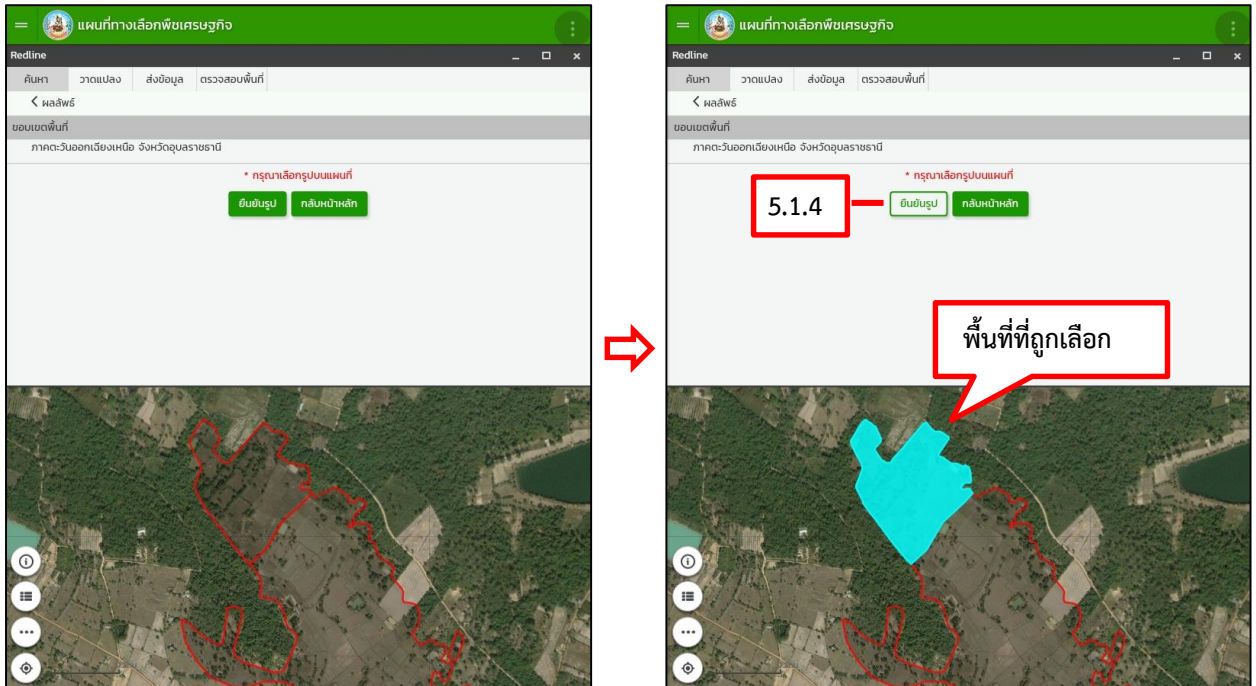 แผนที่ทางเลือกพืชเศรษฐกิจ
Redline
ค้นหา วาดแปลง ส่งข้อมูล ตรวจสอบพื้นที่
ผลลัพธ์
ขอบเขตพื้นที่
ภาคตะวันออกเฉียงเหนือ จังหวัดอุบลราชธานี
* กรุณาเลือกรูปบนแผนที่
ยืนยันรูป กลับหน้าหลัก
แผนที่ทางเลือกพืชเศรษฐกิจ
Redline
ค้นหา วาดแปลง ส่งข้อมูล ตรวจสอบพื้นที่
ผลลัพธ์
ขอบเขตพื้นที่
ภาคตะวันออกเฉียงเหนือ จังหวัดอุบลราชธานี
* กรุณาเลือกรูปบนแผนที่
5.1.4 ยืนยันรูป กลับหน้าหลัก
พื้นที่ที่ถูกเลือก